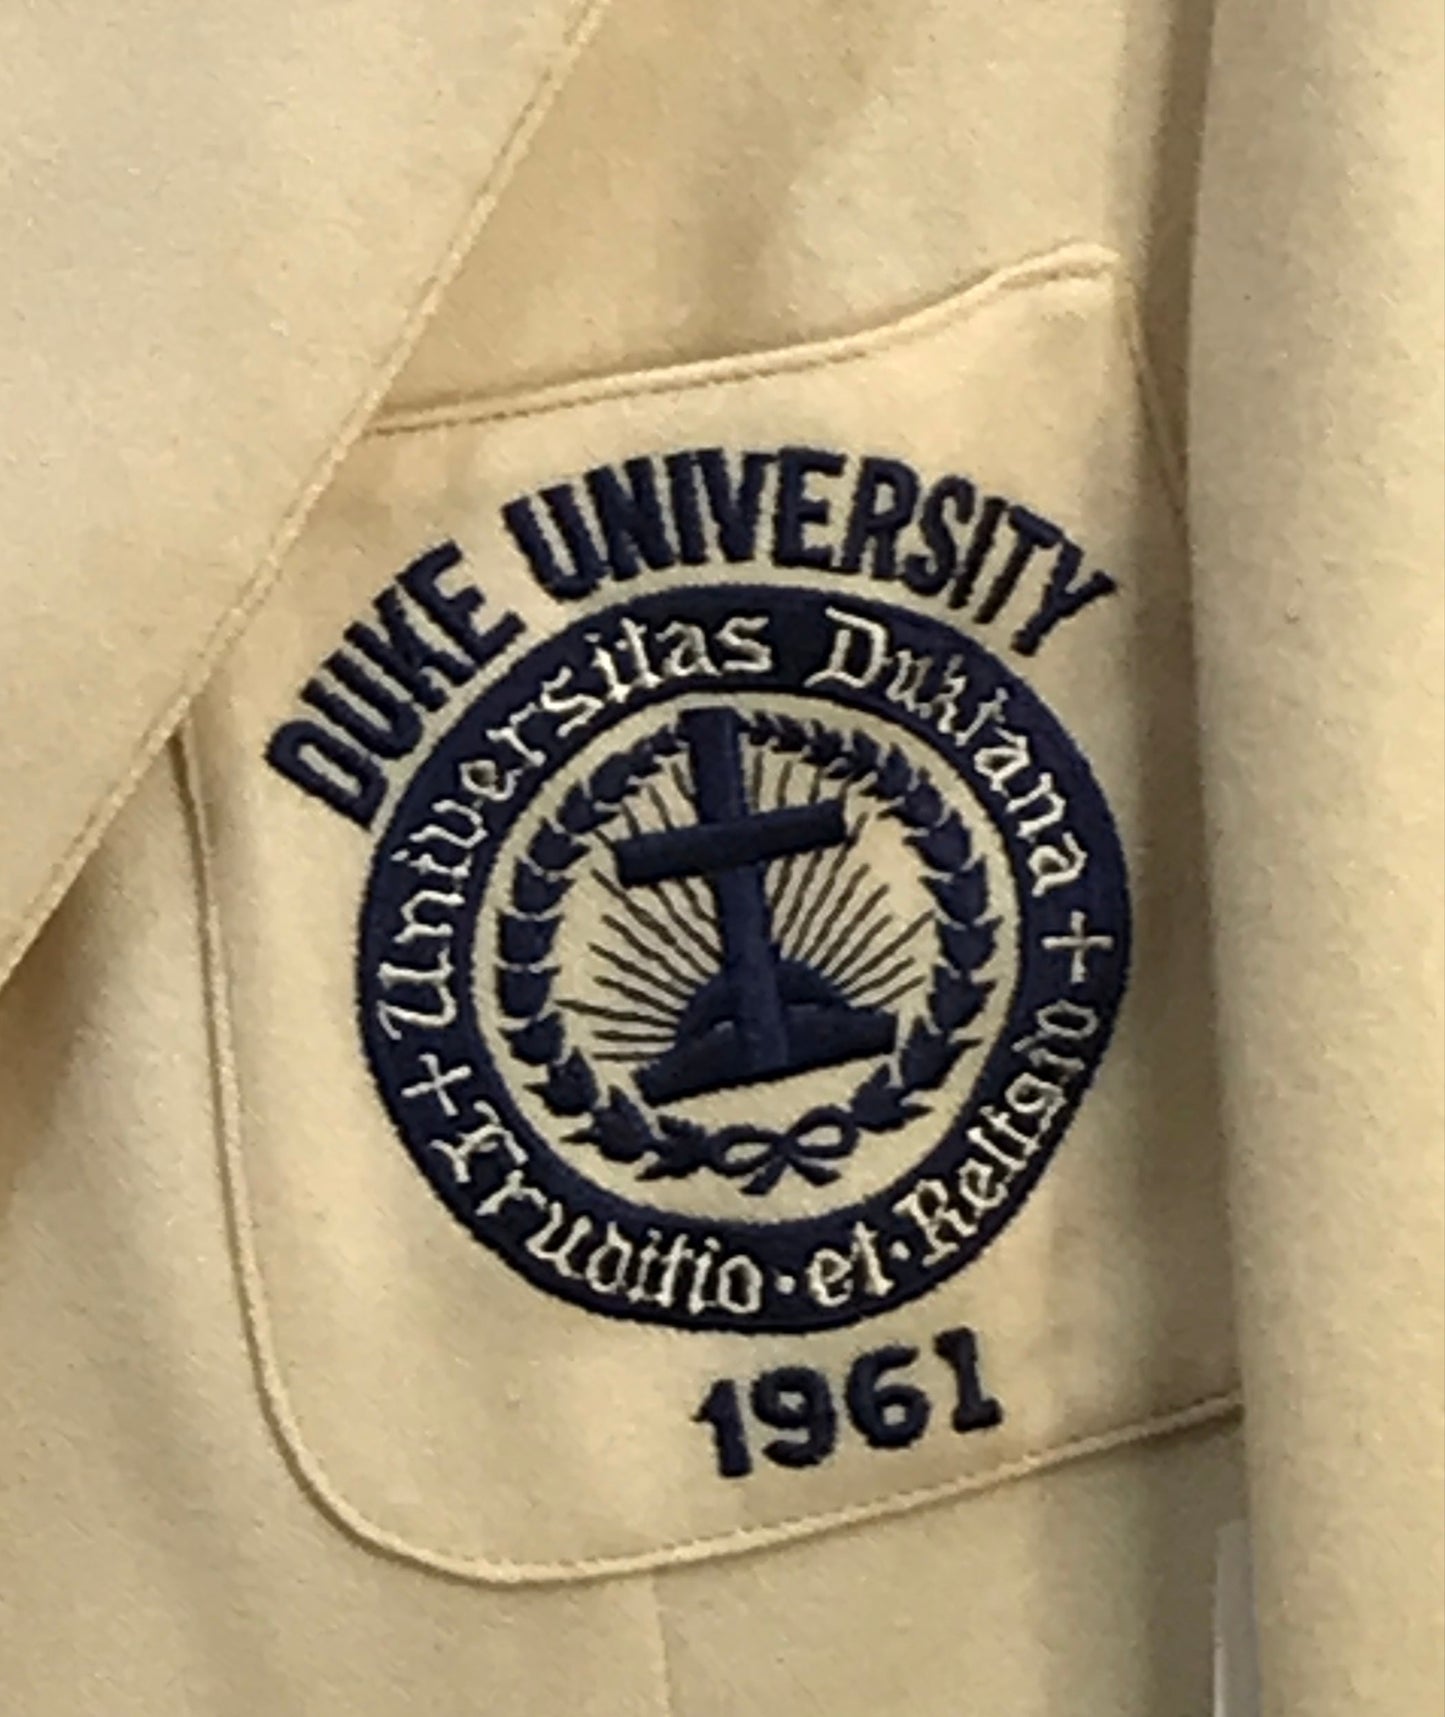 DUKE UNIVERSITY
Universitas Dukiana
+ Eruditio · et · Religio +
1961